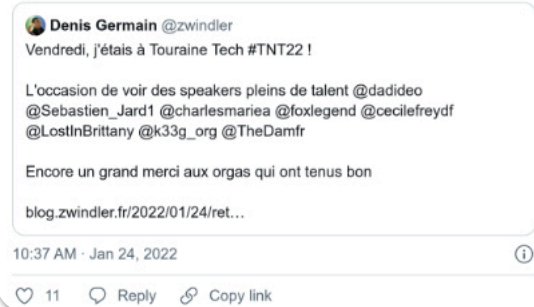 Denis Germain @zwindler
Vendredi, j'étais à Touraine Tech #TNT22 !
L'occasion de voir des speakers pleins de talent @dadideo
@Sebastien_Jard1 @charlesmariea @foxlegend @cecilefreydf
@LostInBrittany @k33g_org @TheDamfr
Encore un grand merci aux orgas qui ont tenus bon
blog.zwindler.fr/2022/01/24/ret...
10:37 AM · Jan 24, 2022
11 Reply Copy link